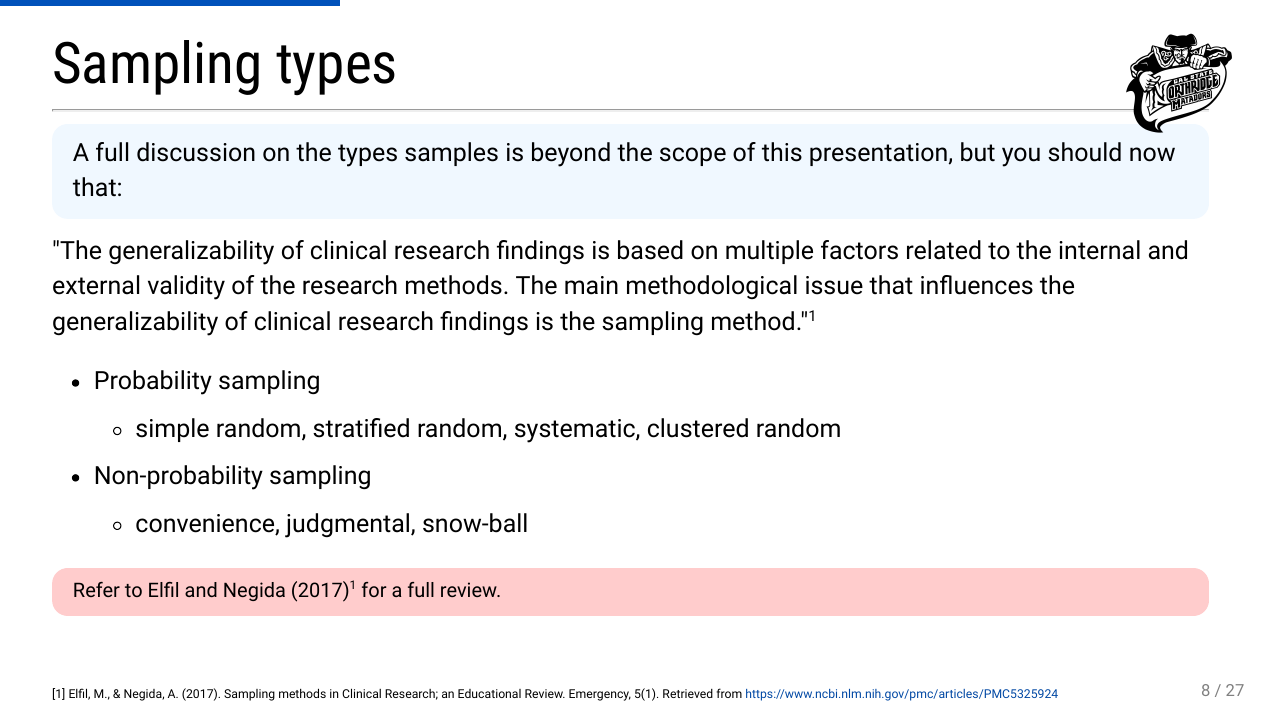 Sampling types
CAL STATE
NORTHRIDGE
MATADORS
A full discussion on the types samples is beyond the scope of this presentation, but you should now
that:
"The generalizability of clinical research findings is based on multiple factors related to the internal and
external validity of the research methods. The main methodological issue that influences the
generalizability of clinical research findings is the sampling method."1
• Probability sampling
○ simple random, stratified random, systematic, clustered random
• Non-probability sampling
○ convenience, judgmental, snow-ball
Refer to Elfil and Negida (2017)1 for a full review.
[1] Elfil, M., & Negida, A. (2017). Sampling methods in Clinical Research; an Educational Review. Emergency, 5(1). Retrieved from https://www.ncbi.nlm.nih.gov/pmc/articles/PMC5325924
8 / 27